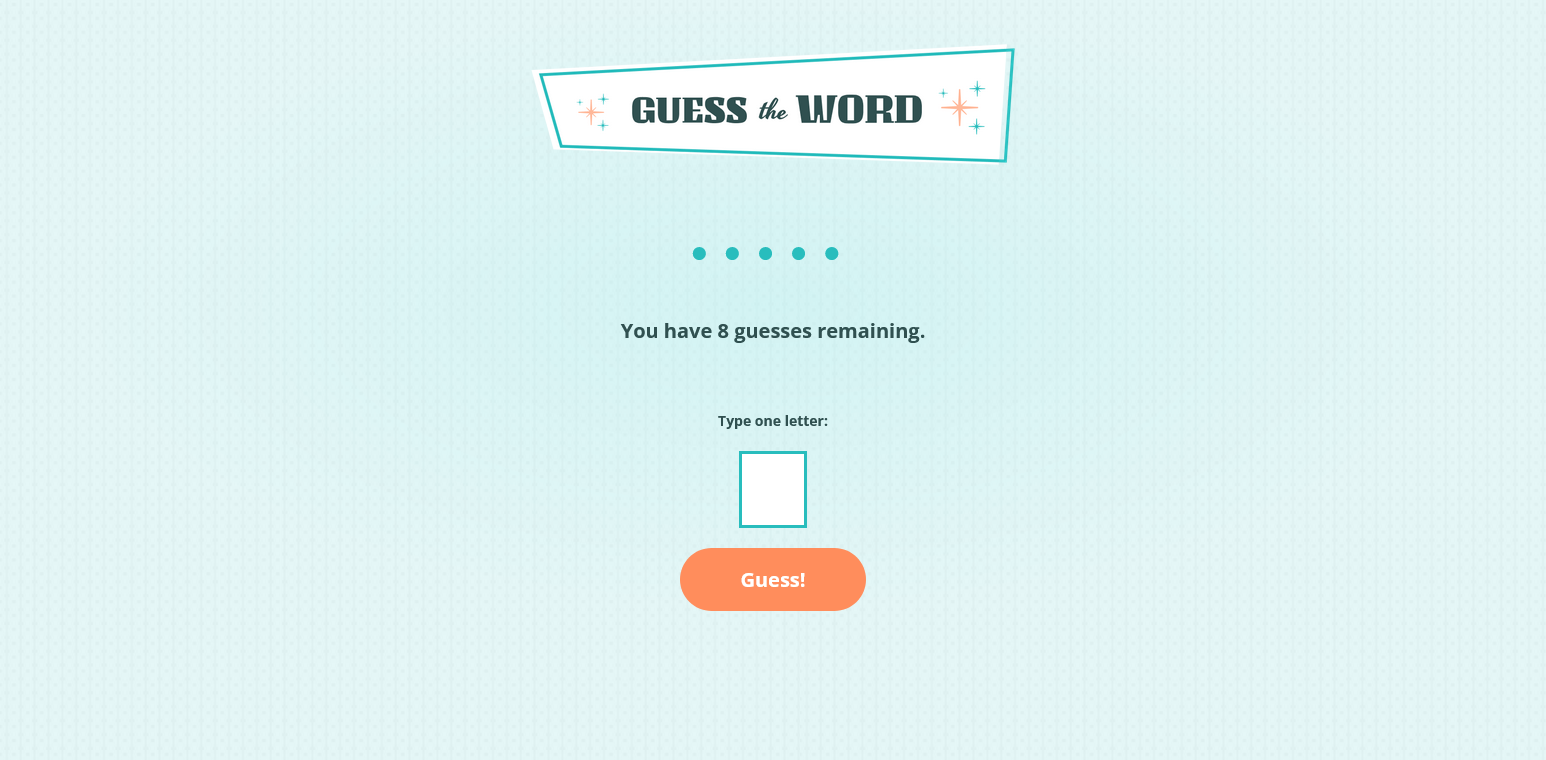 GUESS the WORD
● ● ● ● ●
You have 8 guesses remaining.
Type one letter:
Guess!